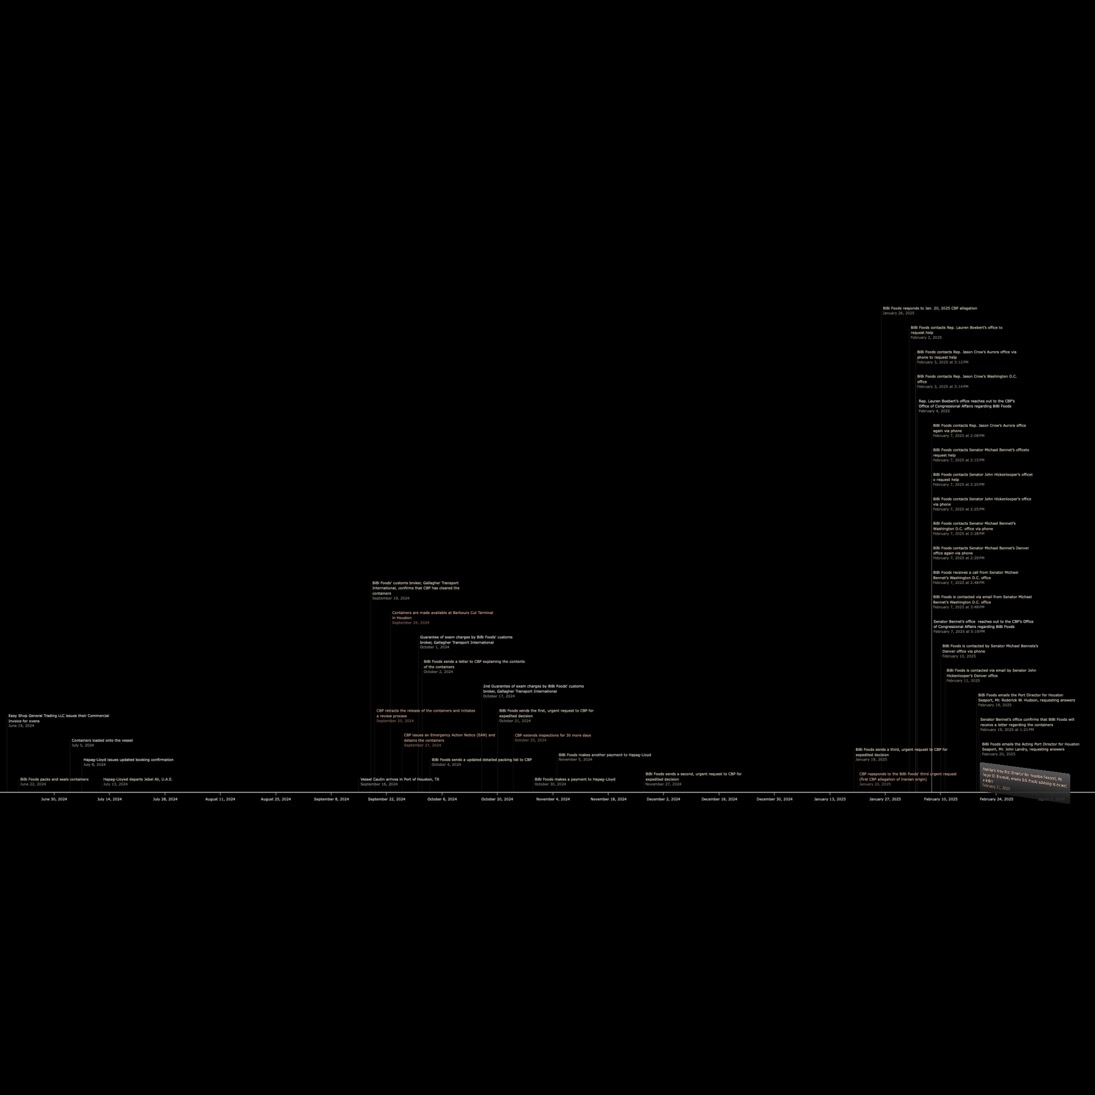 BiBi Foods responds to Jan. 20, 2025 CBP allegation
January 26, 2025
BiBi Foods contacts Rep. Lauren Boebert's office to
request help
February 2, 2025
BiBi Foods contacts Rep. Jason Crow's Aurora office via
phone to request help
February 3, 2025 at 3:12PM
BiBi Foods contacts Rep. Jason Crow's Washington D.C.
office
February 3, 2025 at 3:14PM
Rep. Lauren Boebert's office reaches out to the CBP's
Office of Congressional Affairs regarding BiBi Foods
February 4, 2025
BiBi Foods contacts Rep. Jason Crow's Aurora office
again via phone
February 7, 2025 at 2:08PM
BiBi Foods contacts Senator Michael Bennet's officeto
request help
February 7, 2025 at 2:15PM
BiBi Foods contacts Senator John Hickenlooper's officet
o request help
February 7, 2025 at 2:20PM
BiBi Foods contacts Senator John Hickenlooper's office
via phone
February 7, 2025 at 2:25PM
BiBi Foods contacts Senator Michael Bennet's
Washington D.C. office via phone
February 7, 2025 at 2:28PM
BiBi Foods contacts Senator Michael Bennet's Denver
office again via phone
February 7, 2025 at 2:29PM
BiBi Foods receives a call from Senator Michael
Bennet's Washington D.C. office
February 7, 2025 at 2:48PM
BiBi Foods is contacted via email from Senator Michael
Bennet's Washington D.C. office
February 7, 2025 at 3:48PM
Senator Bennet's office reaches out to the CBP's Office
of Congressional Affairs regarding BiBi Foods
February 7, 2025 at 5:19PM
BiBi Foods is contacted by Senator Michael Bennets's
Denver office via phone
February 10, 2025
BiBi Foods is contacted via email by Senator John
Hickenlooper's Denver office
February 11, 2025
BiBi Foods emails the Port Director for Houston
Seaport, Mr. Roderick W. Hudson, requesting answers
February 19, 2025
Senator Bennet's office confirms that BiBi Foods will
receive a letter regarding the containers
February 19, 2025 at 1:21PM
BiBi Foods emails the Acting Port Director for Houston
Seaport, Mr. John Landry, requesting answers
February 20, 2025
BiBi Foods' customs broker, Gallagher Transport
International, confirms that CBP has cleared the
containers
September 19, 2024
Containers are made available at Barbours Cut Terminal
in Houston
September 24, 2024
Guarantee of exam charges by BiBi Foods' customs
broker, Gallagher Transport International
October 1, 2024
BiBi Foods sends a letter to CBP explaining the contents
of the containers
October 2, 2024
2nd Guarantee of exam charges by BiBi Foods' customs
broker, Gallagher Transport International
October 17, 2024
CBP retracts the release of the containers and initiates
a review process
September 20, 2024
BiBi Foods sends the first, urgent request to CBP for
expedited decision
October 21, 2024
Easy Shop General Trading LLC issues their Commercial
Invoice for overa
June 19, 2024
CBP issues an Emergency Action Notice (EAN) and
detains the containers
September 27, 2024
CBP extends inspections for 30 more days
October 25, 2024
Containers loaded onto the vessel
July 5, 2024
BiBi Foods makes another payment to Hapag-Lloyd
November 5, 2024
BiBi Foods sends a third, urgent request to CBP for
expedited decision
January 19, 2025
Hapag-Lloyd issues updated booking confirmation
July 8, 2024
BiBi Foods sends a updated detailed packing list to CBP
October 4, 2024
BiBi Foods sends a second, urgent request to CBP for
expedited decision
November 27, 2024
CBP repsponds to the BiBi Foods' third urgent request
(first CBP allegation of Iranian origin)
January 20, 2025
BiBi Foods packs and seals containers
June 22, 2024
Hapag-Lloyed departs Jebel Ali, U.A.E.
July 13, 2024
Vessel Cautin arrives in Port of Houston, TX
September 16, 2024
BiBi Foods makes a payment to Hapag-Lloyd
October 30, 2024
February 21, 2025
June 30, 2024
July 14, 2024
July 28, 2024
August 11, 2024
August 25, 2024
September 8, 2024
September 22, 2024
October 6, 2024
October 20, 2024
November 4, 2024
November 18, 2024
December 2, 2024
December 16, 2024
December 30, 2024
January 13, 2025
January 27, 2025
February 10, 2025
February 24, 2025